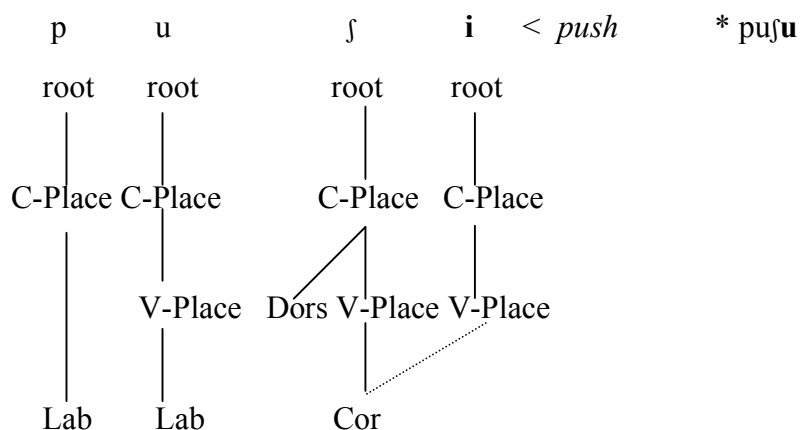 p u ʃ i < push * puʃu
root root root root
C-Place C-Place C-Place C-Place
V-Place Dors V-Place V-Place
Lab Lab Cor